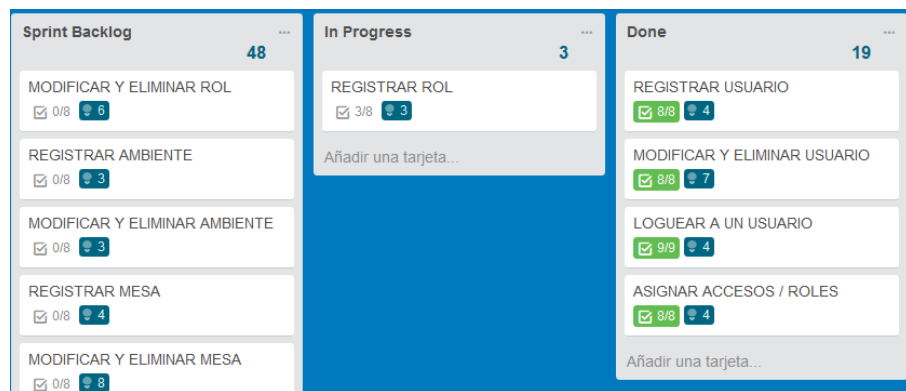 Sprint Backlog ...
48
MODIFICAR Y ELIMINAR ROL
0/8 6
REGISTRAR AMBIENTE
0/8 3
MODIFICAR Y ELIMINAR AMBIENTE
0/8 3
REGISTRAR MESA
0/8 4
MODIFICAR Y ELIMINAR MESA
0/8 8
In Progress ...
3
REGISTRAR ROL
3/8 3
Añadir una tarjeta...
Done ...
19
REGISTRAR USUARIO
8/8 4
MODIFICAR Y ELIMINAR USUARIO
8/8 7
LOGUEAR A UN USUARIO
9/9 4
ASIGNAR ACCESOS / ROLES
8/8 4
Añadir una tarjeta...